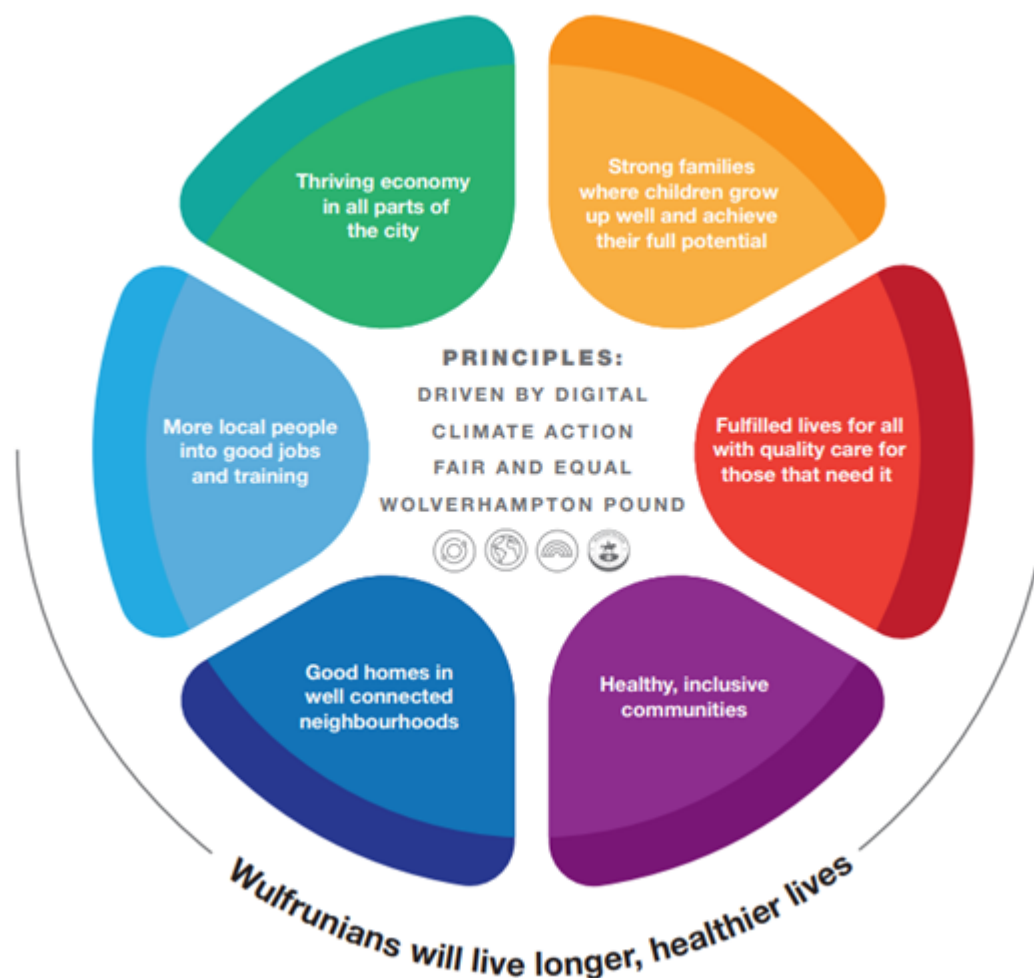 Thriving economy
in all parts of
the city
Strong families
where children grow
up well and achieve
their full potential
More local people
into good jobs
and training
PRINCIPLES:
DRIVEN BY DIGITAL
CLIMATE ACTION
FAIR AND EQUAL
WOLVERHAMPTON POUND
Fulfilled lives for all
with quality care for
those that need it
Good homes in
well connected
neighbourhoods
Healthy, inclusive
communities
Wulfrunians will live longer, healthier lives